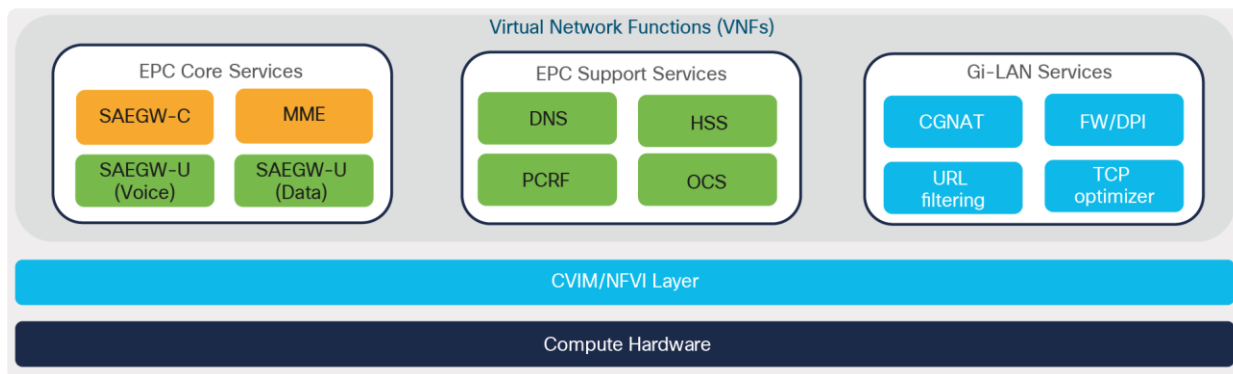 Virtual Network Functions (VNFs)
EPC Core Services
SAEGW-C
MME
SAEGW-U
(Voice)
SAEGW-U
(Data)
EPC Support Services
DNS
HSS
PCRF
OCS
Gi-LAN Services
CGNAT
FW/DPI
URL
filtering
TCP
optimizer
CVIM/NFVI Layer
Compute Hardware